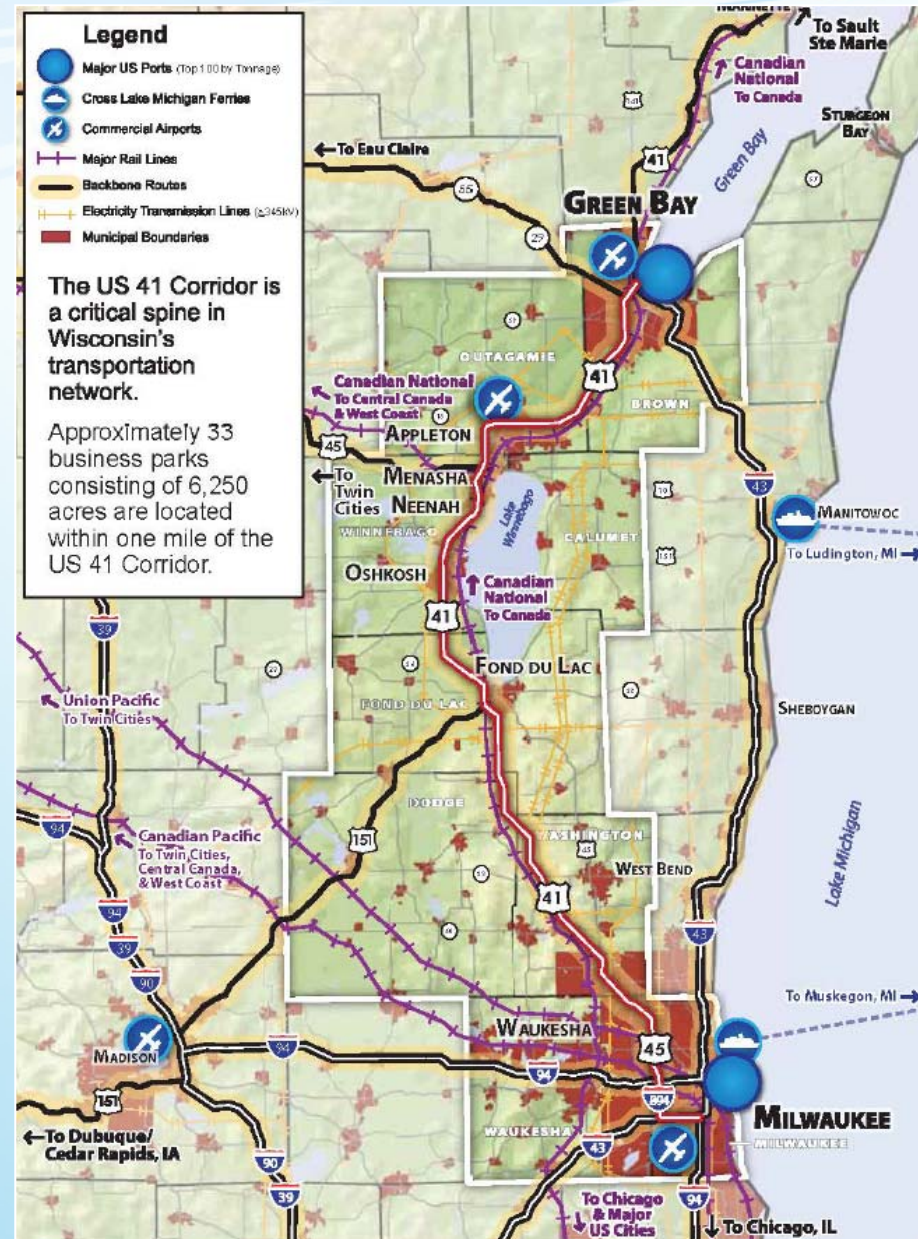 Legend
Major US Ports (Top 100 by Tonnage)
Cross Lake Michigan Ferries
Commercial Airports
Major Rail Lines
Backbone Routes
Electricity Transmission Lines (≥345kV)
Municipal Boundaries
The US 41 Corridor is
a critical spine in
Wisconsin's
transportation
network.
Approximately 33
business parks
consisting of 6,250
acres are located
within one mile of the
US 41 Corridor.
To Sault
Ste Marie
Canadian
National
To Canada
141
STURGEON
BAY
57
41
Green Bay
←To Eau Claire
GREEN BAY
29
OUTAGAMIE
41
BROWN
Canadian National
To Central Canada
& West Coast
APPLETON
45
←To
Twin
Cities
MENASHA
NEENAH
WINNEBAGO
Lake
Winnebago
CALUMET
10
151
43
MANITOWOC
To Ludington, MI→
OSHKOSH
41
Canadian
National
To Canada
39
FOND DU LAC
FOND DU LAC
SHEBOYGAN
Union Pacific
To Twin Cities
DODGE
151
WASHINGTON
45
WEST BEND
94
Canadian Pacific
To Twin Cities,
Central Canada,
& West Coast
41
Lake Michigan
94
39
90
43
To Muskegon, MI→
WAUKESHA
45
MADISON
94
94
894
151
MILWAUKEE
MILWAUKEE
WAUKESHA
43
←To Dubuque/
Cedar Rapids, IA
90
39
To Chicago
& Major
US Cities
94
↓To Chicago, IL